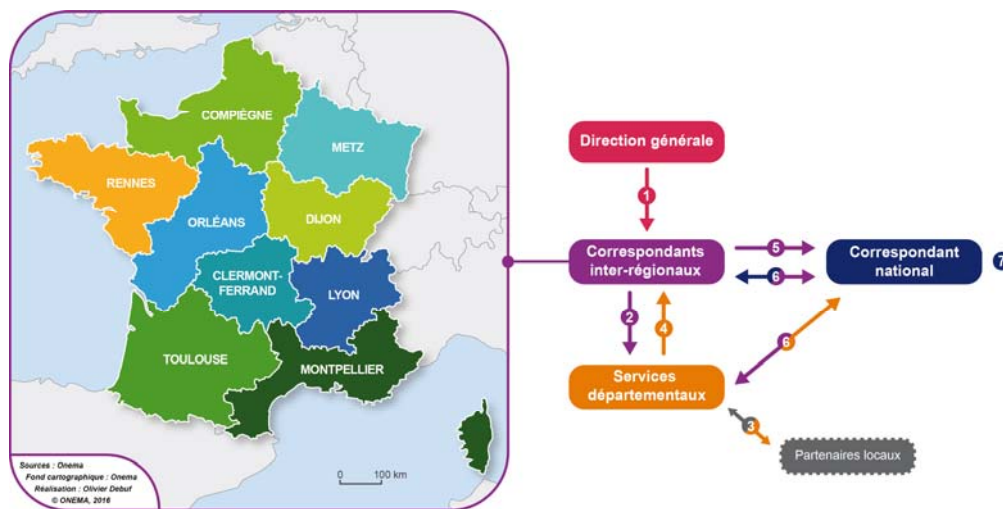 COMPIÈGNE
METZ
RENNES
ORLÉANS
DIJON
CLERMONT-
FERRAND
LYON
TOULOUSE
MONTPELLIER
Sources : Onema
Fond cartographique : Onema
Réalisation : Olivier Debuf
© ONEMA, 2016
0 100 km
Direction générale
1
Correspondants
inter-régionaux
5
6
Correspondant
national
7
2
4
6
Services
départementaux
3
Partenaires locaux